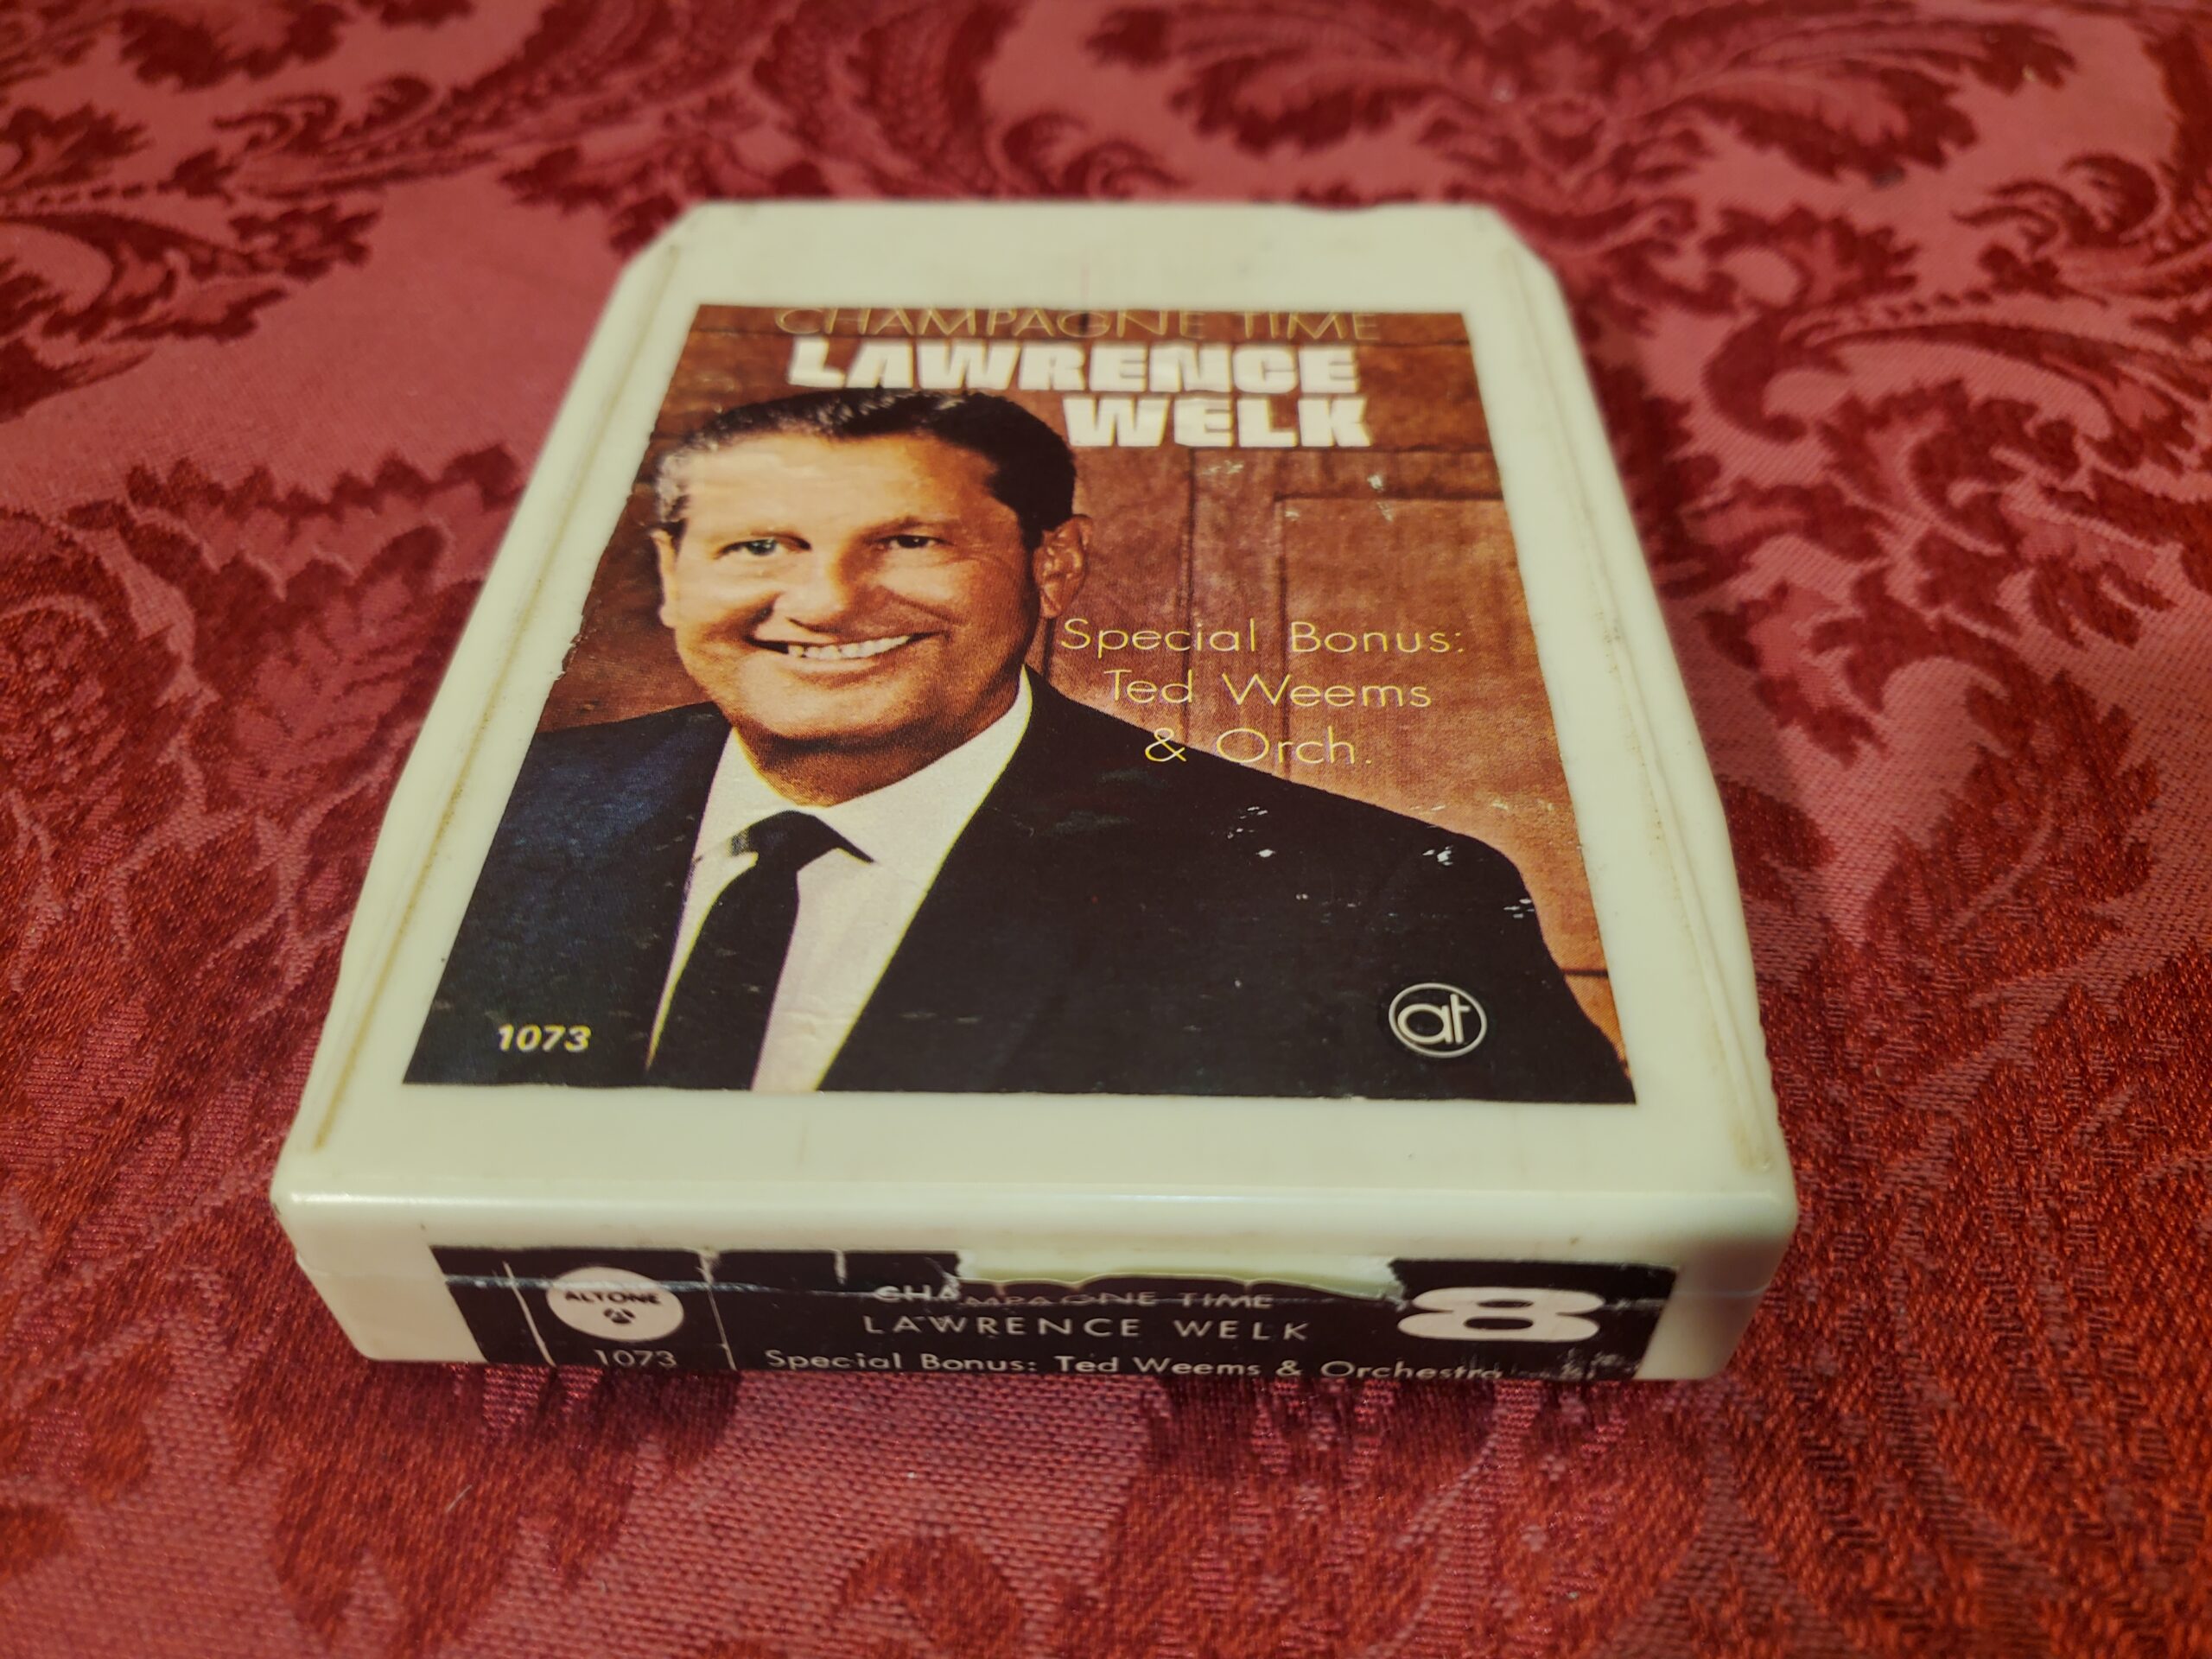 CHAMPAGNE TIME
LAWRENCE
WELK
Special Bonus:
Ted Weems
& Orch.
1073
at
ALTONE
1073
CHAMPAGNE TIME
LAWRENCE WELK
Special Bonus: Ted Weems & Orchestra
8